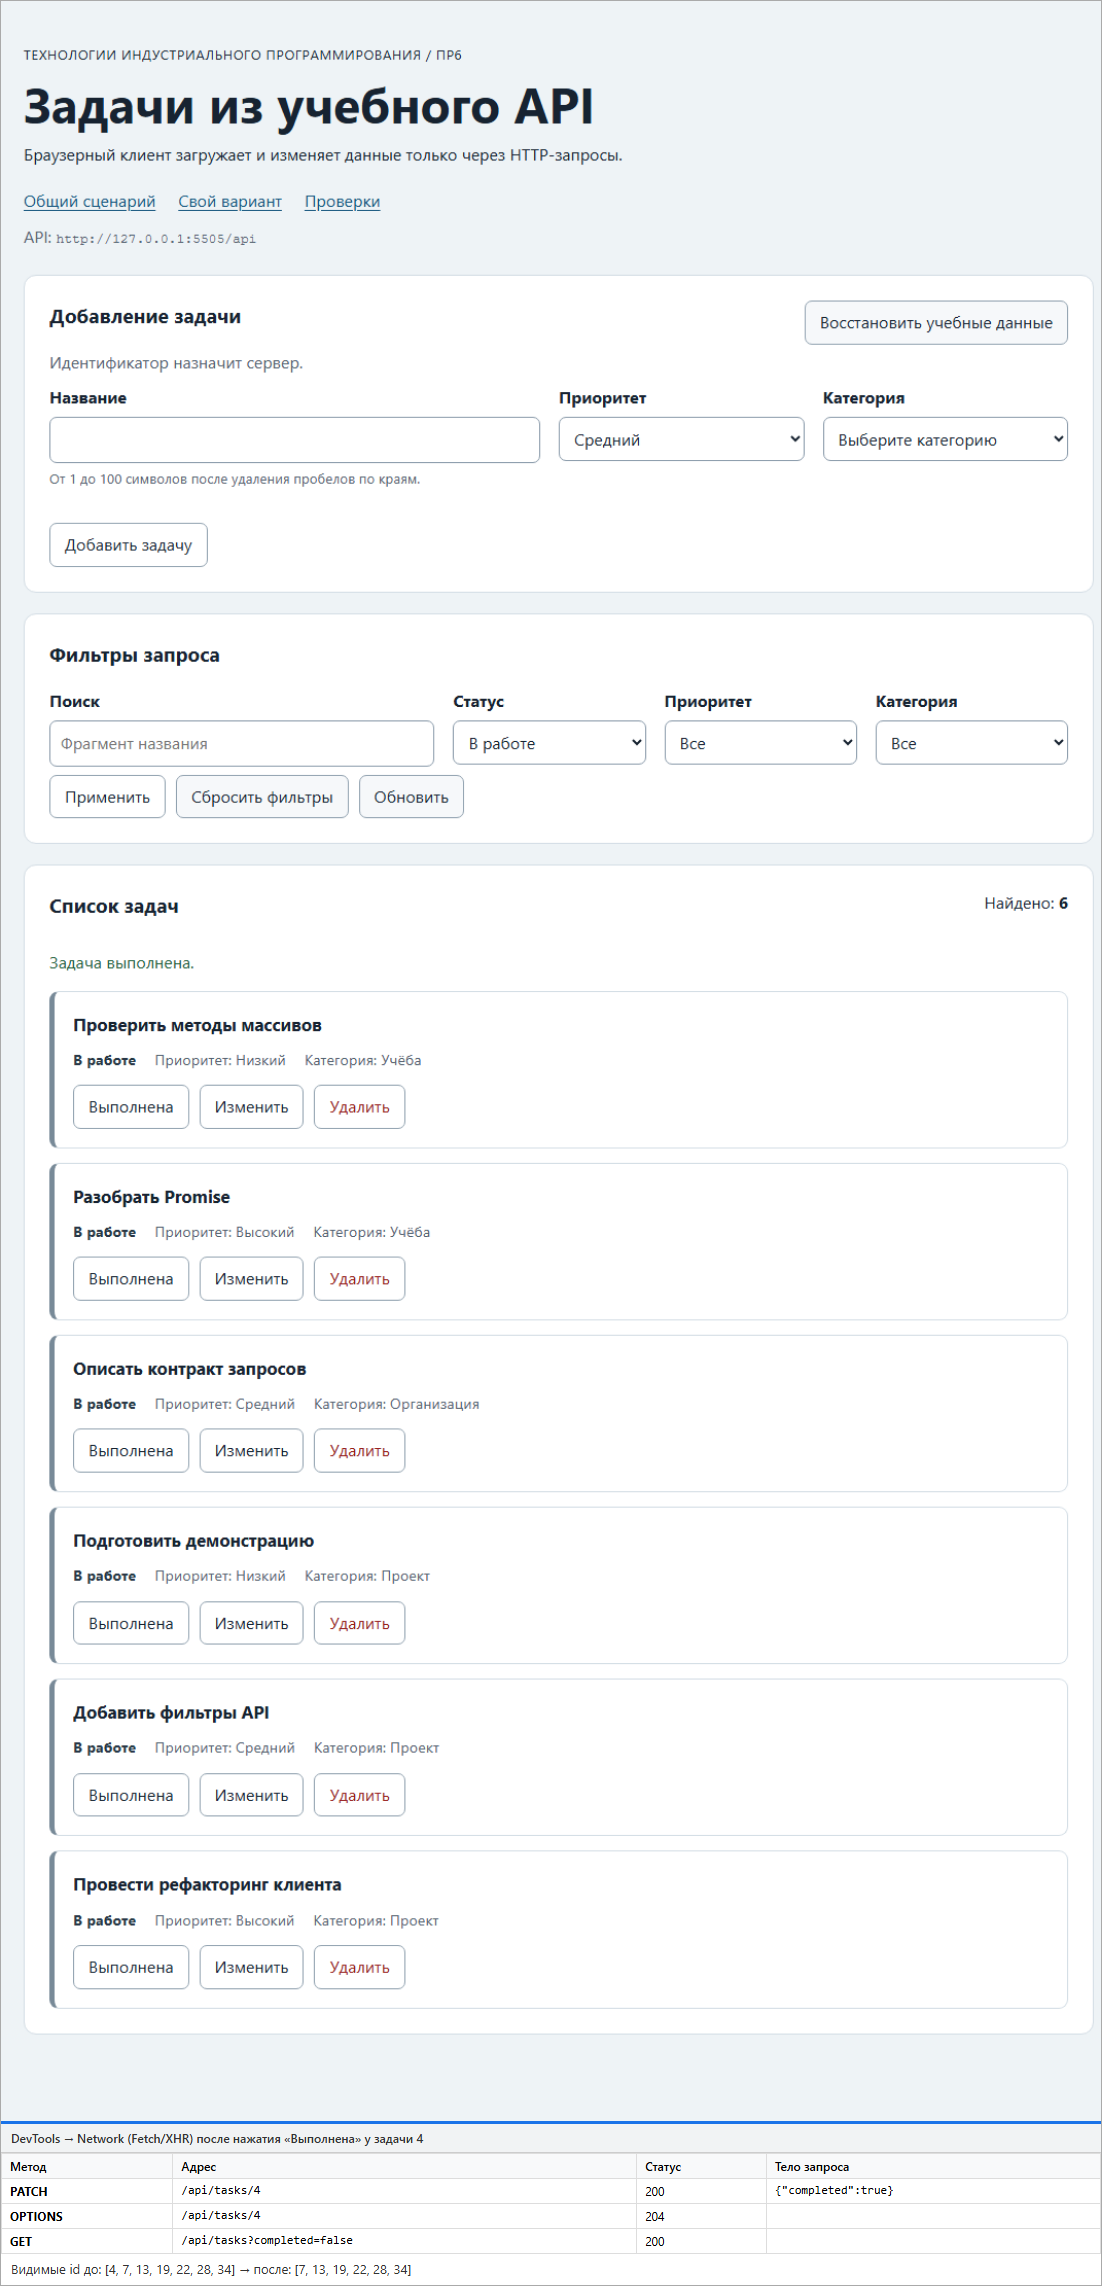 ТЕХНОЛОГИИ ИНДУСТРИАЛЬНОГО ПРОГРАММИРОВАНИЯ / ПР6
Задачи из учебного API
Браузерный клиент загружает и изменяет данные только через HTTP-запросы.
Общий сценарий Свой вариант Проверки
API: http://127.0.0.1:5505/api
Добавление задачи
Восстановить учебные данные
Идентификатор назначит сервер.
Название Приоритет Категория
Средний Выберите категорию
От 1 до 100 символов после удаления пробелов по краям.
Добавить задачу
Фильтры запроса
Поиск Статус Приоритет Категория
Фрагмент названия В работе Все Все
Применить Сбросить фильтры Обновить
Список задач Найдено: 6
Задача выполнена.
Проверить методы массивов
В работе Приоритет: Низкий Категория: Учёба
Выполнена Изменить Удалить
Разобрать Promise
В работе Приоритет: Высокий Категория: Учёба
Выполнена Изменить Удалить
Описать контракт запросов
В работе Приоритет: Средний Категория: Организация
Выполнена Изменить Удалить
Подготовить демонстрацию
В работе Приоритет: Низкий Категория: Проект
Выполнена Изменить Удалить
Добавить фильтры API
В работе Приоритет: Средний Категория: Проект
Выполнена Изменить Удалить
Провести рефакторинг клиента
В работе Приоритет: Высокий Категория: Проект
Выполнена Изменить Удалить
DevTools → Network (Fetch/XHR) после нажатия «Выполнена» у задачи 4
Метод Адрес Статус Тело запроса
PATCH /api/tasks/4 200 {"completed":true}
OPTIONS /api/tasks/4 204
GET /api/tasks?completed=false 200
Видимые id до: [4, 7, 13, 19, 22, 28, 34] → после: [7, 13, 19, 22, 28, 34]